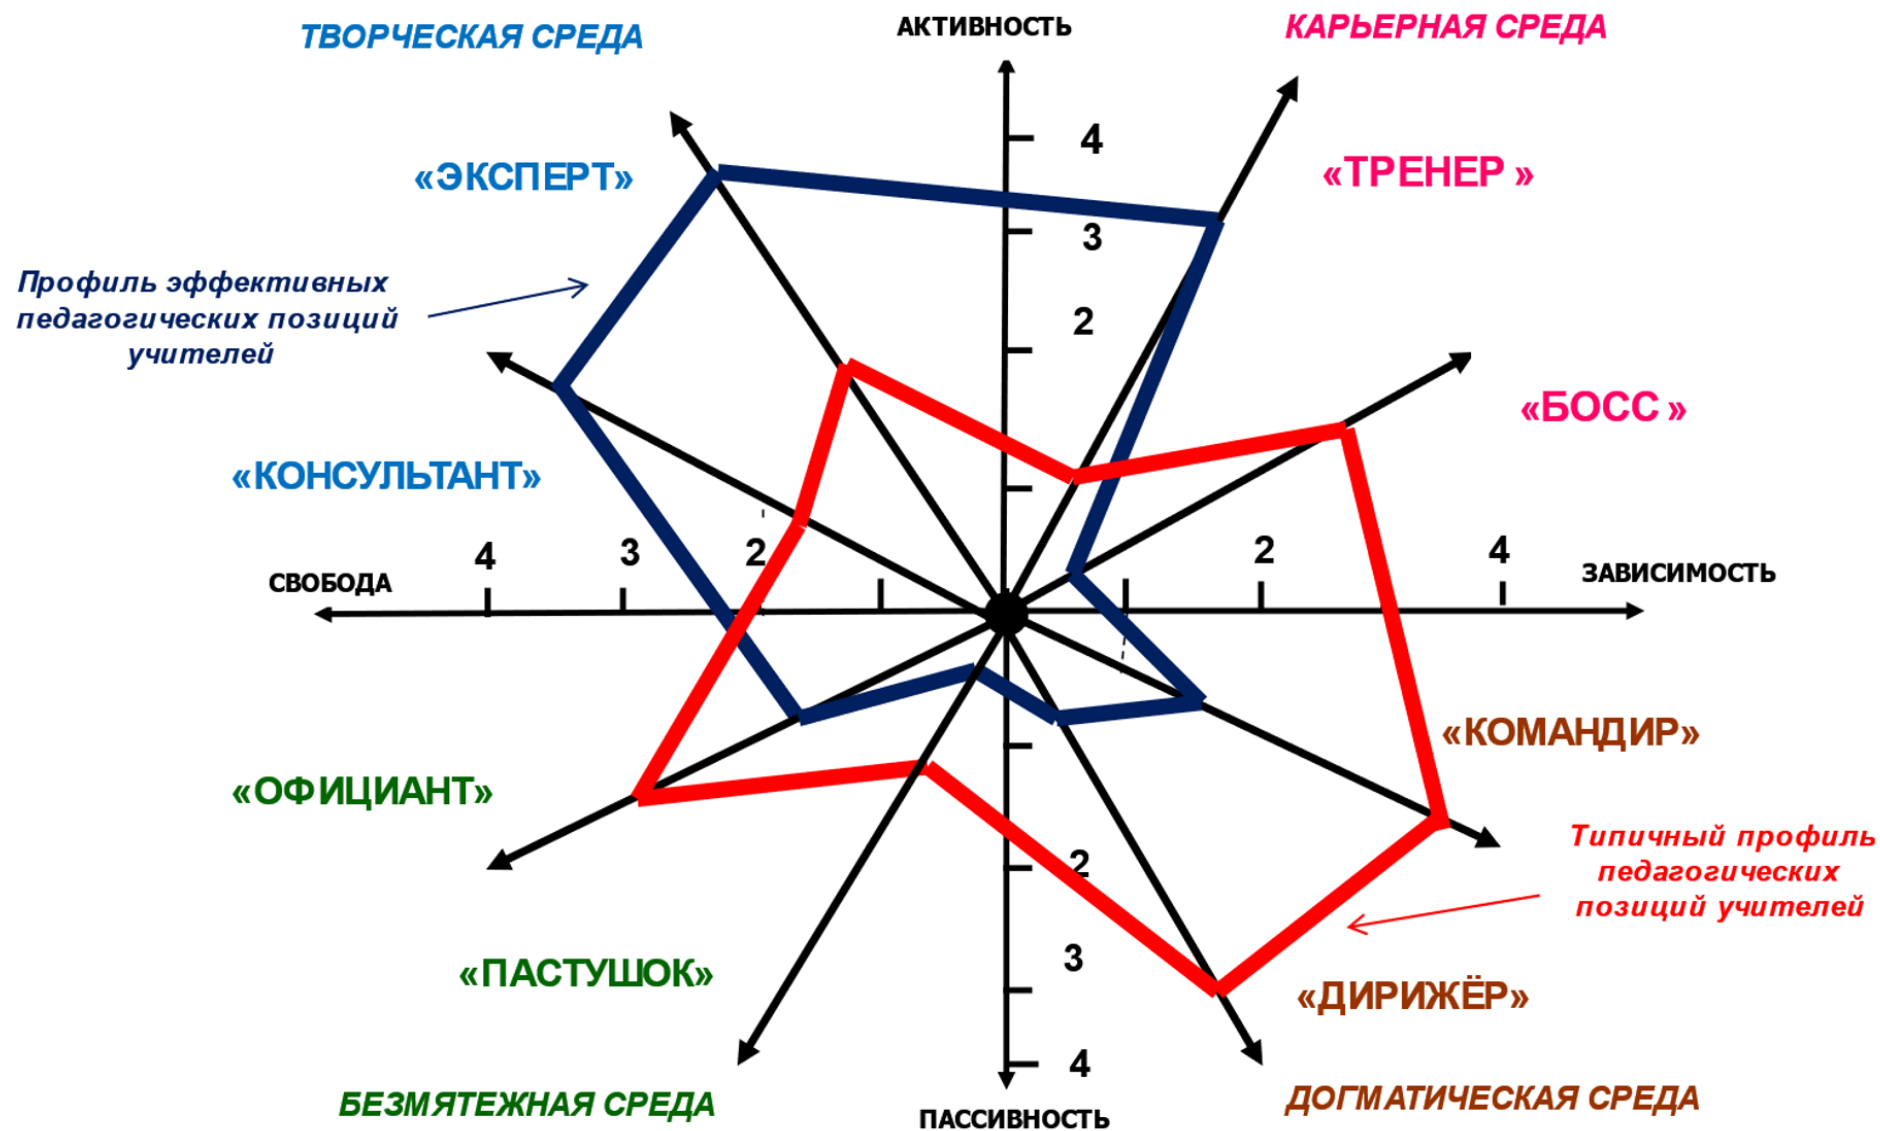 ТВОРЧЕСКАЯ СРЕДА
АКТИВНОСТЬ
КАРЬЕРНАЯ СРЕДА
4
«ЭКСПЕРТ»
«ТРЕНЕР »
3
Профиль эффективных
педагогических позиций
учителей
2
«БОСС »
«КОНСУЛЬТАНТ»
4
3
2
2
4
СВОБОДА
ЗАВИСИМОСТЬ
«КОМАНДИР»
«ОФИЦИАНТ»
Типичный профиль
педагогических
позиций учителей
2
3
«ПАСТУШОК»
«ДИРИЖЁР»
4
БЕЗМЯТЕЖНАЯ СРЕДА
ПАССИВНОСТЬ
ДОГМАТИЧЕСКАЯ СРЕДА